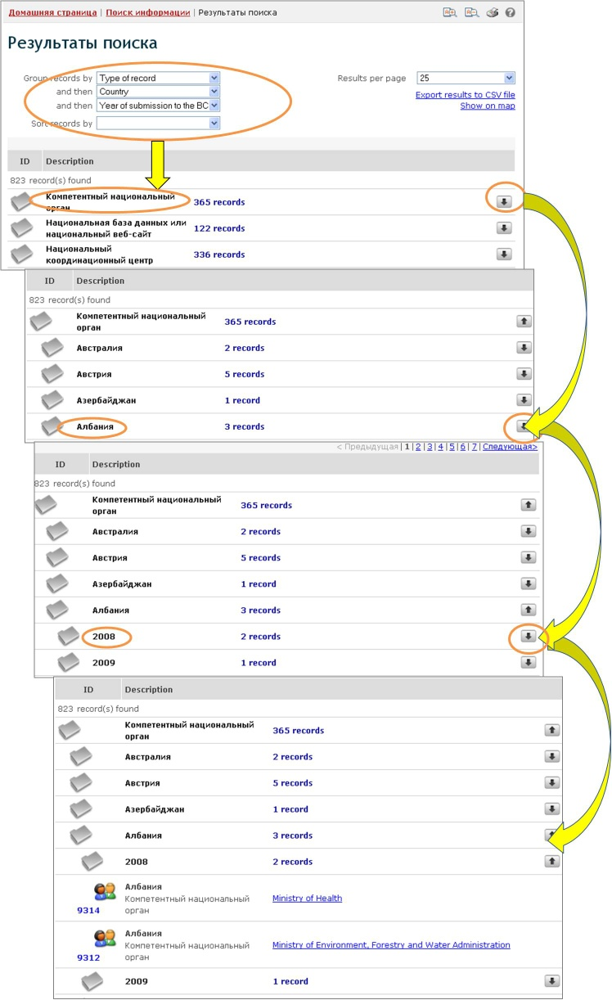 Домашняя страница | Поиск информации | Результаты поиска
Результаты поиска
Group records by Type of record Results per page 25
and then Country Export results to CSV file
and then Year of submission to the BC Show on map
Sort records by
ID Description
823 record(s) found
Компетентный национальный
орган 365 records
Национальная база данных или
национальный веб-сайт 122 records
Национальный
координационный центр 336 records
ID Description
823 record(s) found
Компетентный национальный
орган 365 records
Австралия 2 records
Австрия 5 records
Азербайджан 1 record
Албания 3 records
< Предыдущая | 1 | 2 | 3 | 4 | 5 | 6 | 7 | Следующая>
ID Description
823 record(s) found
Компетентный национальный
орган 365 records
Австралия 2 records
Австрия 5 records
Азербайджан 1 record
Албания 3 records
2008 2 records
2009 1 record
ID Description
823 record(s) found
Компетентный национальный
орган 365 records
Австралия 2 records
Австрия 5 records
Азербайджан 1 record
Албания 3 records
2008 2 records
Албания
Компетентный национальный Ministry of Health
9314 орган
Албания
Компетентный национальный Ministry of Environment, Forestry and Water Administration
9312 орган
2009 1 record